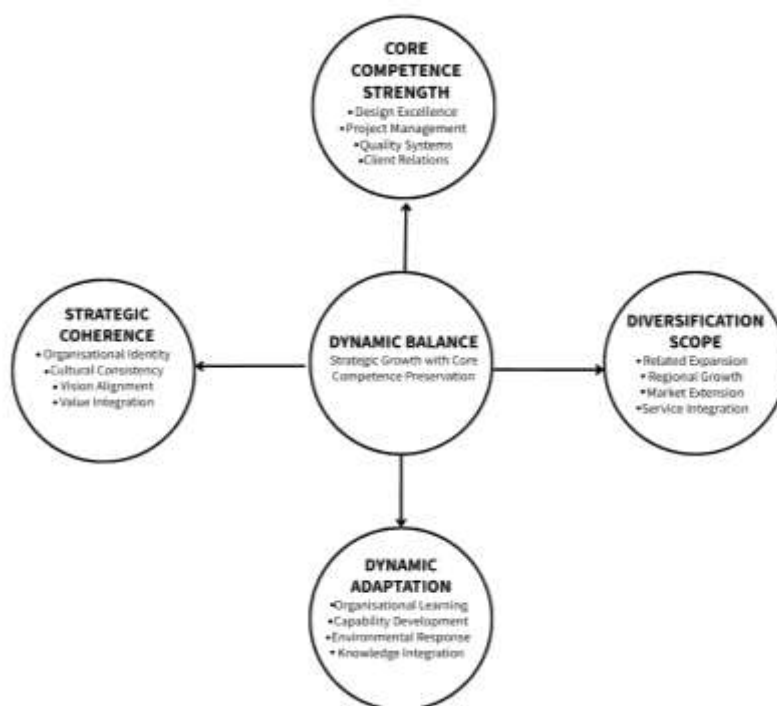 CORE
COMPETENCE
STRENGTH
•Design Excellence
•Project Management
•Quality Systems
•Client Relations
STRATEGIC
COHERENCE
•Organisational Identity
•Cultural Consistency
•Vision Alignment
•Value Integration
DYNAMIC BALANCE
Strategic Growth with Core
Competence Preservation
DIVERSIFICATION
SCOPE
•Related Expansion
•Regional Growth
•Market Extension
•Service Integration
DYNAMIC
ADAPTATION
•Organisational Learning
•Capability Development
•Environmental Response
•Knowledge Integration